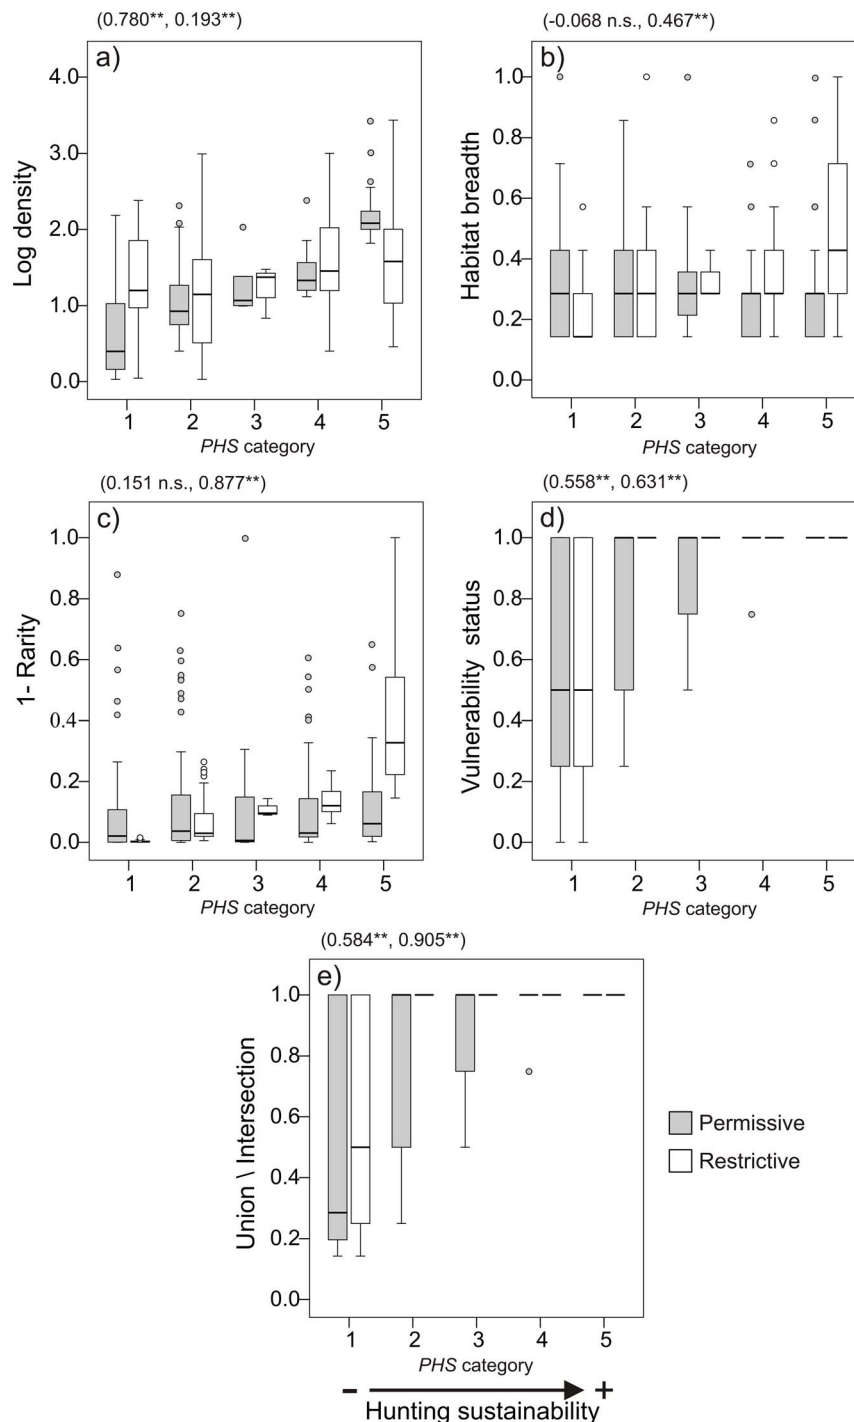 (0.780**, 0.193**)
a)
Log density
4.0
3.0
2.0
1.0
0.0
1 2 3 4 5
PHS category
(-0.068 n.s., 0.467**)
b)
Habitat breadth
1.0
0.8
0.6
0.4
0.2
0.0
1 2 3 4 5
PHS category
(0.151 n.s., 0.877**)
c)
1- Rarity
1.0
0.8
0.6
0.4
0.2
0.0
1 2 3 4 5
PHS category
(0.558**, 0.631**)
d)
Vulnerability status
1.0
0.8
0.6
0.4
0.2
0.0
1 2 3 4 5
PHS category
(0.584**, 0.905**)
e)
Union \ Intersection
1.0
0.8
0.6
0.4
0.2
0.0
1 2 3 4 5
PHS category
- +
Hunting sustainability
Permissive
Restrictive